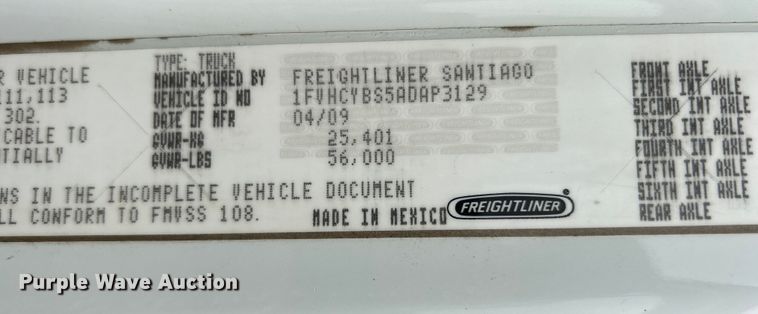 TYPE: TRUCK
R VEHICLE MANUFACTURED BY FREIGHTLINER SANTIAGO FRONT AXLE
111,113 VEHICLE ID NO 1FVHCYBS5ADAP3129 FIRST INT AXLE
302. DATE OF MFR 04/09 SECOND INT AXLE
CABLE TO GVWR-KG 25,401 THIRD INT AXLE
TIALLY GVWR-LBS 56,000 FOURTH INT AXLE
FIFTH INT AXLE
NS IN THE INCOMPLETE VEHICLE DOCUMENT SIXTH INT AXLE
LL CONFORM TO FMVSS 108. MADE IN MEXICO FREIGHTLINER REAR AXLE
Purple Wave Auction